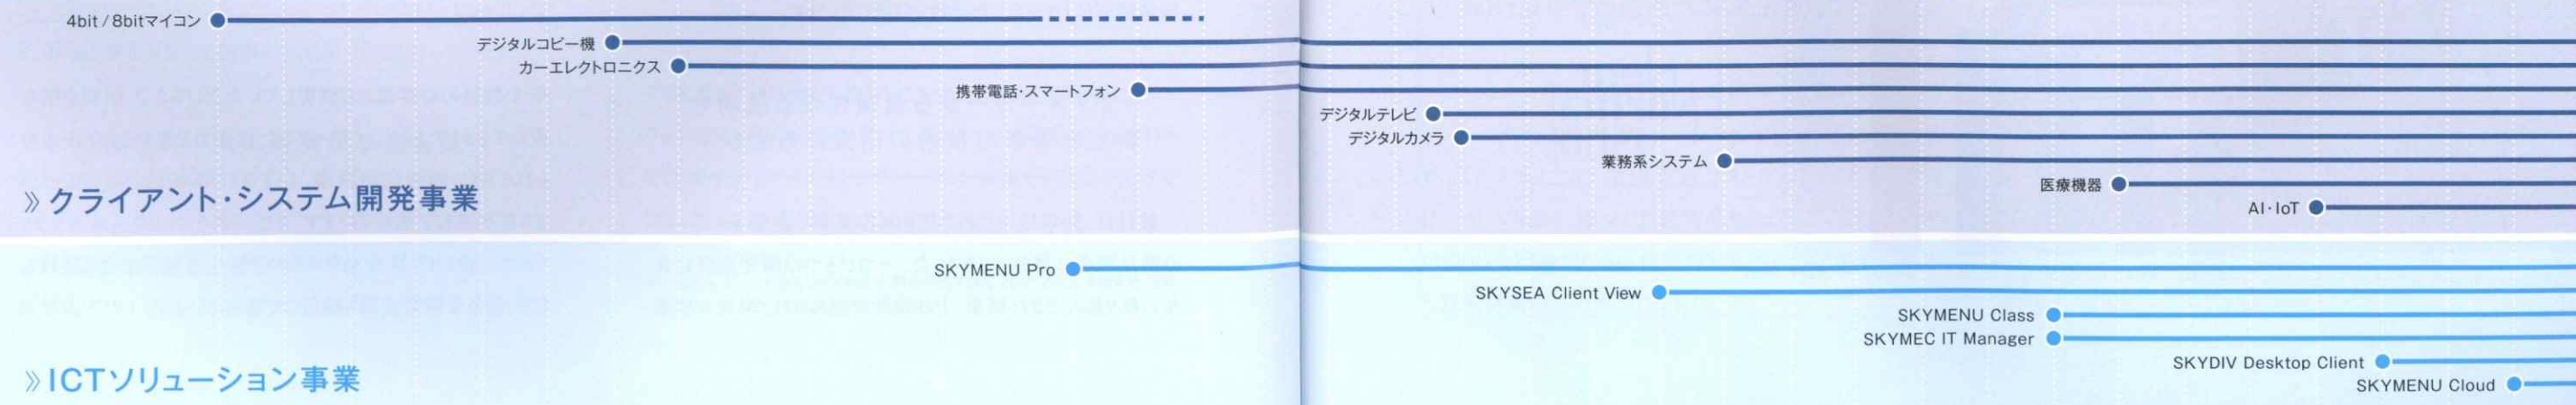 4bit / 8bitマイコン
デジタルコピー機
カーエレクトロニクス
携帯電話・スマートフォン
デジタルテレビ
デジタルカメラ
業務系システム
医療機器
AI・IoT
》クライアント・システム開発事業
SKYMENU Pro
SKYSEA Client View
SKYMENU Class
SKYMEC IT Manager
SKYDIV Desktop Client
SKYMENU Cloud
》ICTソリューション事業